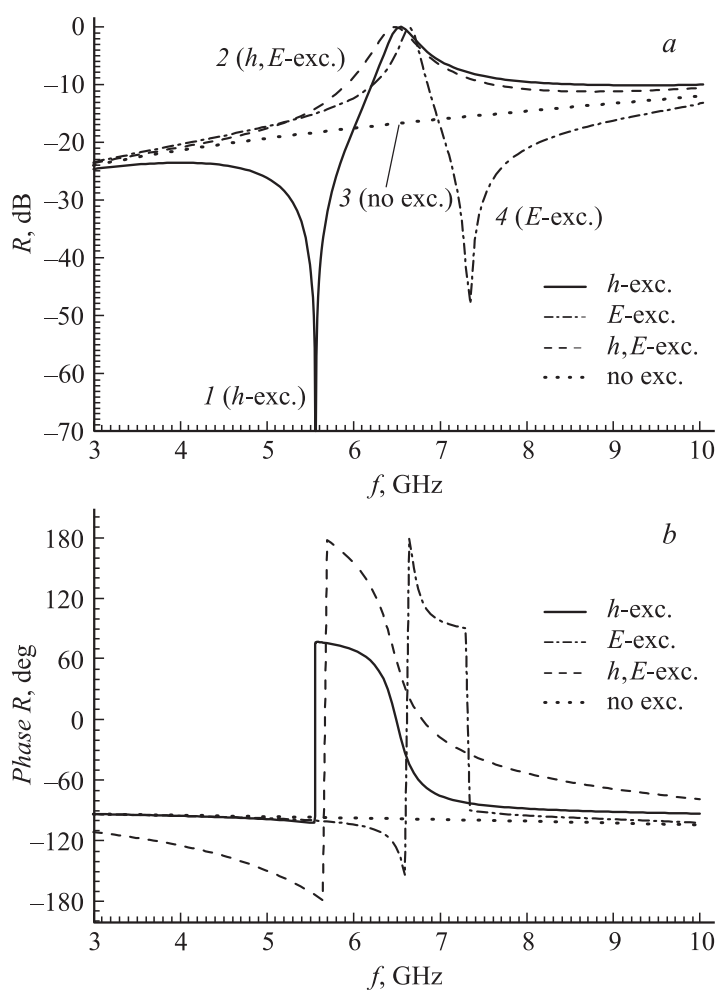 0
–10
–20
–30
–40
–50
–60
–70
R, dB
a
2 (h, E-exc.)
3 (no exc.)
4 (E-exc.)
1 (h-exc.)
h-exc.
E-exc.
h, E-exc.
no exc.
3 4 5 6 7 8 9 10
f, GHz
180
120
60
0
–60
–120
–180
Phase R, deg
b
h-exc.
E-exc.
h, E-exc.
no exc.
3 4 5 6 7 8 9 10
f, GHz